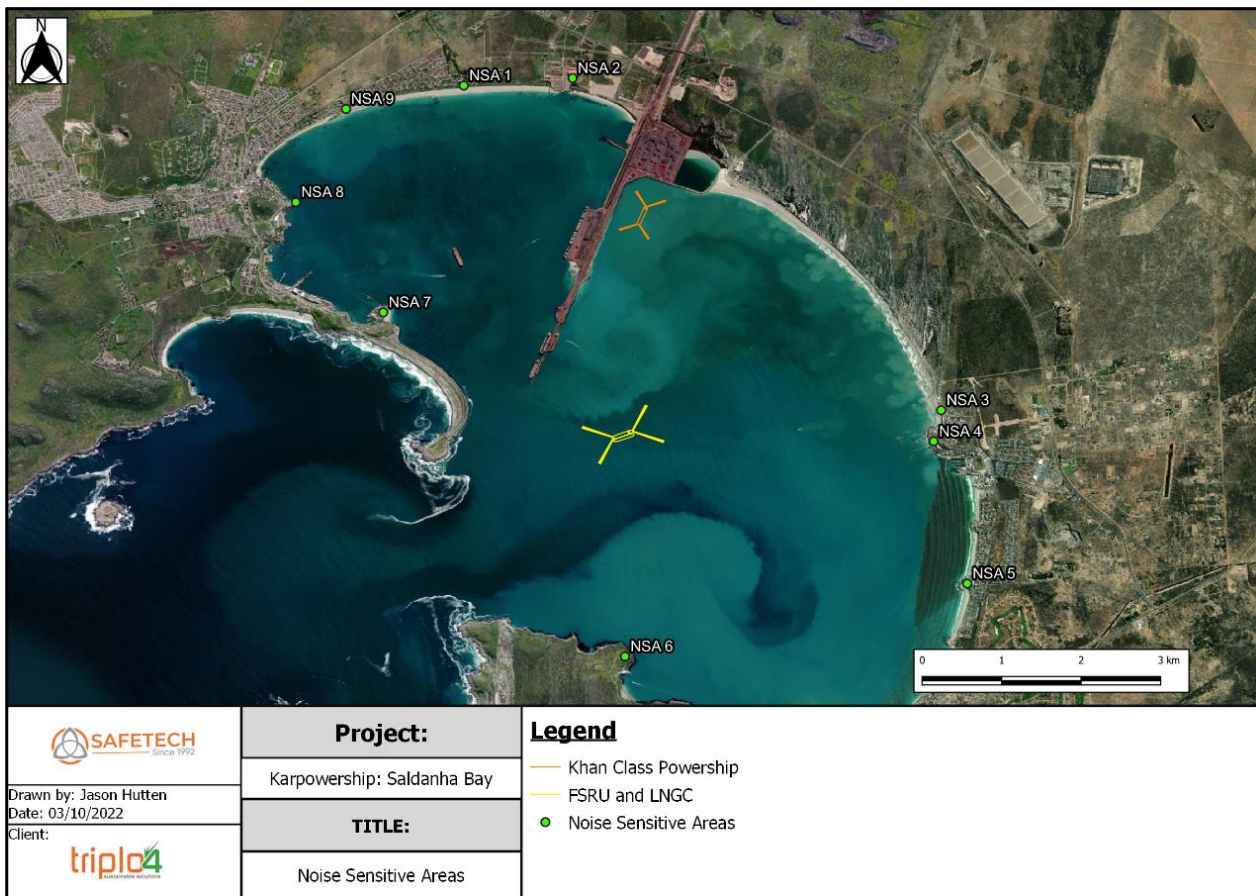 N
NSA 1
NSA 2
NSA 9
NSA 8
NSA 7
NSA 3
NSA 4
NSA 5
NSA 6
0 1 2 3 km
SAFETECH
Since 1992
Drawn by: Jason Hutten
Date: 03/10/2022
Client:
triplo4
sustainable solutions
Project:
Karpowership: Saldanha Bay
TITLE:
Noise Sensitive Areas
Legend
Khan Class Powership
FSRU and LNGC
Noise Sensitive Areas